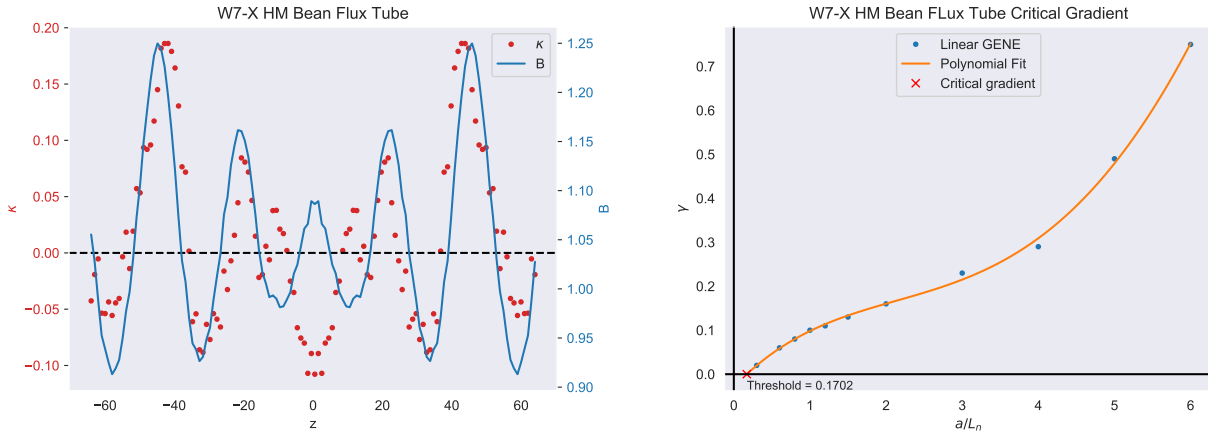 W7-X HM Bean Flux Tube
κ
B
0.20
0.15
0.10
0.05
0.00
−0.05
−0.10
κ
1.25
1.20
1.15
1.10
1.05
1.00
0.95
0.90
B
−60
−40
−20
0
20
40
60
z
W7-X HM Bean FLux Tube Critical Gradient
Linear GENE
Polynomial Fit
Critical gradient
0.7
0.6
0.5
0.4
0.3
0.2
0.1
0.0
γ
Threshold = 0.1702
0
1
2
3
4
5
6
a/Lₙ